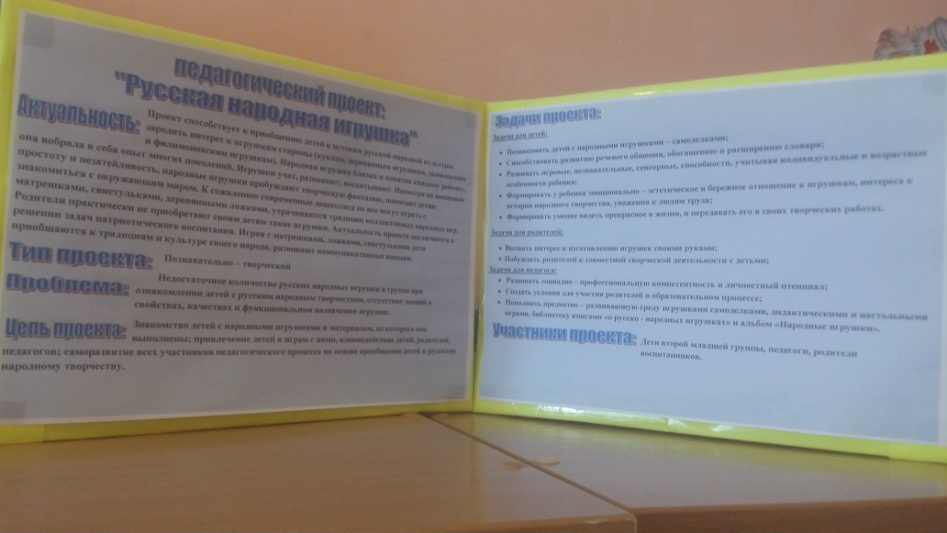 педагогический проект:
"Русская народная игрушка"
Актуальность:
Проект способствует к приобщению детей к истокам русской народной культуры,
зародить интерес к игрушкам старины (куклам, деревянным игрушкам, дымковским
и филимоновским игрушкам). Народная игрушка близка и понятна каждому ребенку,
она вобрала в себя опыт многих поколений. Игрушки учат, развивают, воспитывают. Несмотря на внешнюю
простоту и незатейливость, народные игрушки пробуждают творческую фантазию, помогают детям
знакомиться с окружающим миром. К сожалению современные дошколята не все могут играть с
матрешками, свистульками, деревянными ложками, утрачиваются традиции коллективных народных игр.
Родители практически не приобретают своим детям такие игрушки. Актуальность проекта заключается в
решении задач патриотического воспитания. Играя с матрешками, ложками, свистульками дети
приобщаются к традициям и культуре своего народа, развивают коммуникативные навыки.
Тип проекта: Познавательно – творческий
Проблема: Недостаточное количество русских народных игрушек в группе при
ознакомлении детей с русским народным творчеством, отсутствие знаний о
свойствах, качествах и функциональном назначении игрушек.
Цель проекта: Знакомство детей с народными игрушками и материалом, из которого они
выполнены; привлечение детей к играм с ними, взаимодействие детей, родителей,
педагогов; саморазвитие всех участников педагогического процесса на основе приобщения детей к русскому
народному творчеству.
Задачи проекта:
Задачи для детей:
• Познакомить детей с народными игрушками – самоделками;
• Способствовать развитию речевого общения, обогащению и расширению словаря;
• Развивать игровые, познавательные, сенсорные, способности, учитывая индивидуальные и возрастные
особенности ребенка;
• Формировать у ребенка эмоционально – эстетическое и бережное отношение к игрушкам, интереса к
истории народного творчества, уважения к людям труда;
• Формировать умение видеть прекрасное в жизни, и передавать его в своих творческих работах.
Задачи для родителей:
• Вызвать интерес к изготовлению игрушек своими руками;
• Побуждать родителей к совместной творческой деятельности с детьми;
Задачи для педагога:
• Развивать социально – профессиональную компетентность и личностный птенциал;
• Создать условия для участия родителей в образовательном процессе;
• Пополнить предметно – развивающую среду игрушками самоделками, дидактическими и настольными
играми, библиотеку книгами «о русско - народных игрушках» и альбом «Народные игрушки».
Участники проекта: Дети второй младшей группы, педагоги, родители
воспитанников.